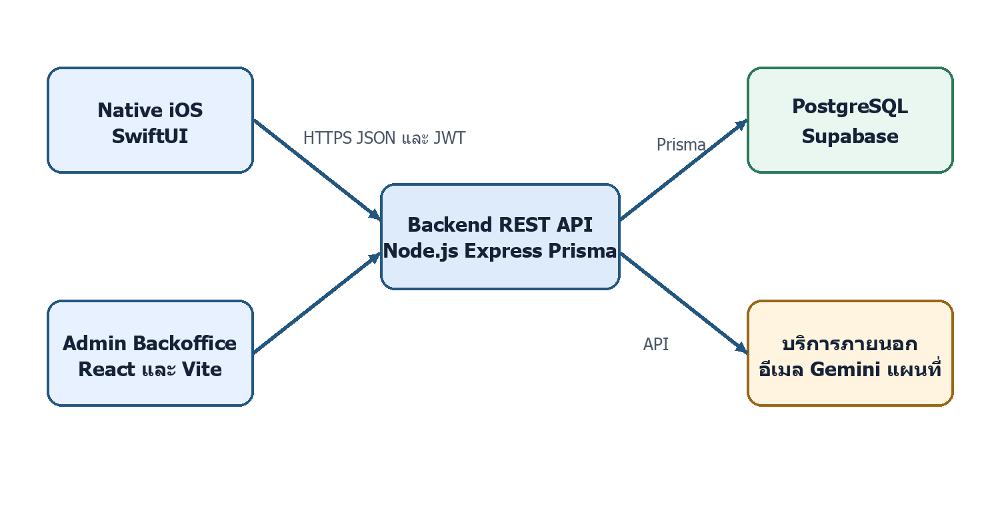 Native iOS
SwiftUI
HTTPS JSON และ JWT
Prisma
PostgreSQL
Supabase
Backend REST API
Node.js Express Prisma
Admin Backoffice
React และ Vite
API
บริการภายนอก
อีเมล Gemini แผนที่